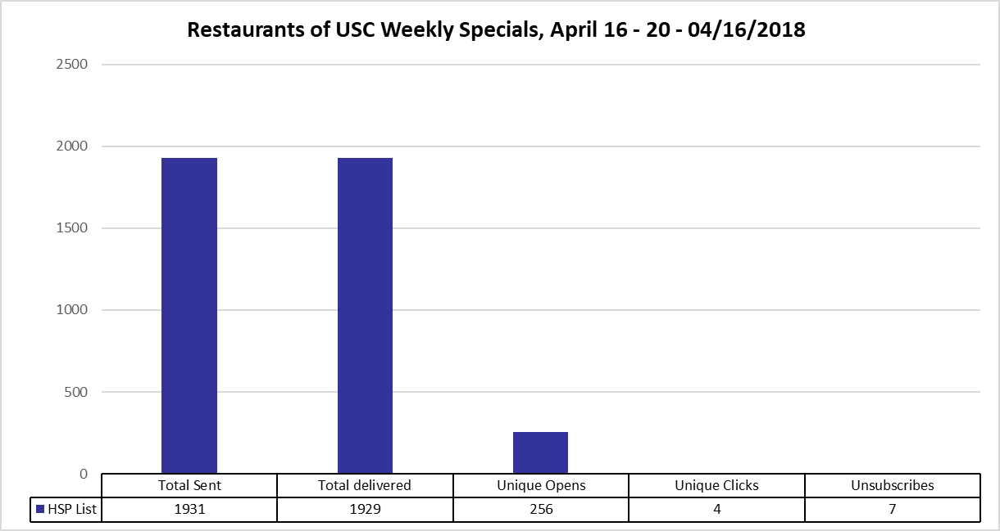 Restaurants of USC Weekly Specials, April 16 - 20 - 04/16/2018
2500
2000
1500
1000
500
0
Total Sent Total delivered Unique Opens Unique Clicks Unsubscribes
HSP List 1931 1929 256 4 7